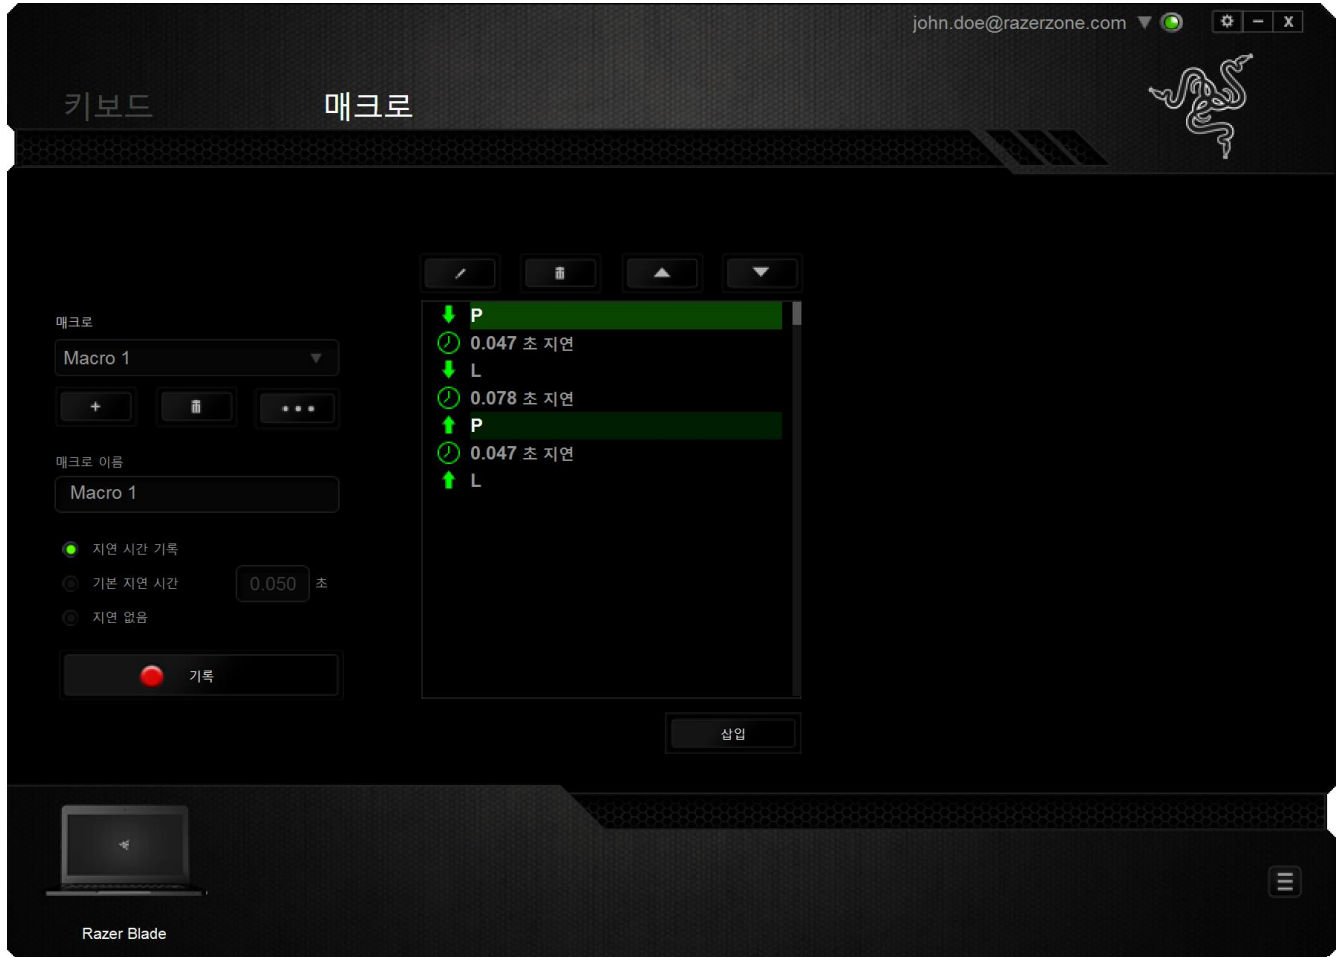 john.doe@razerzone.com
키보드 매크로
매크로
Macro 1
매크로 이름
Macro 1
지연 시간 기록
기본 지연 시간 0.050 초
지연 없음
기록
P
0.047 초 지연
L
0.078 초 지연
P
0.047 초 지연
L
삽입
Razer Blade